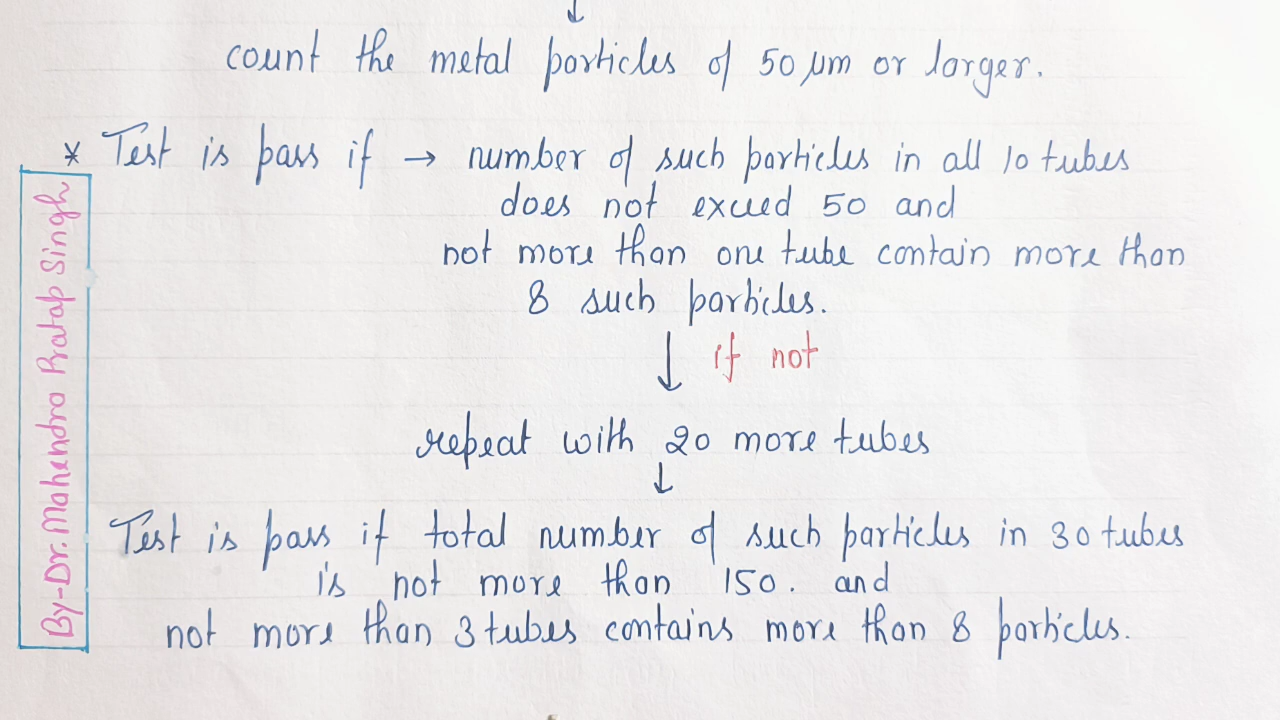 ↓
count the metal particles of 50 µm or larger.
* Test is pass if → number of such particles in all 10 tubes
does not exceed 50 and
not more than one tube contain more than
8 such particles.
↓ if not
repeat with 20 more tubes
↓
Test is pass if total number of such particles in 30 tubes
is not more than 150. and
not more than 3 tubes contains more than 8 particles.
By-Dr. Mahendra Pratap Singh